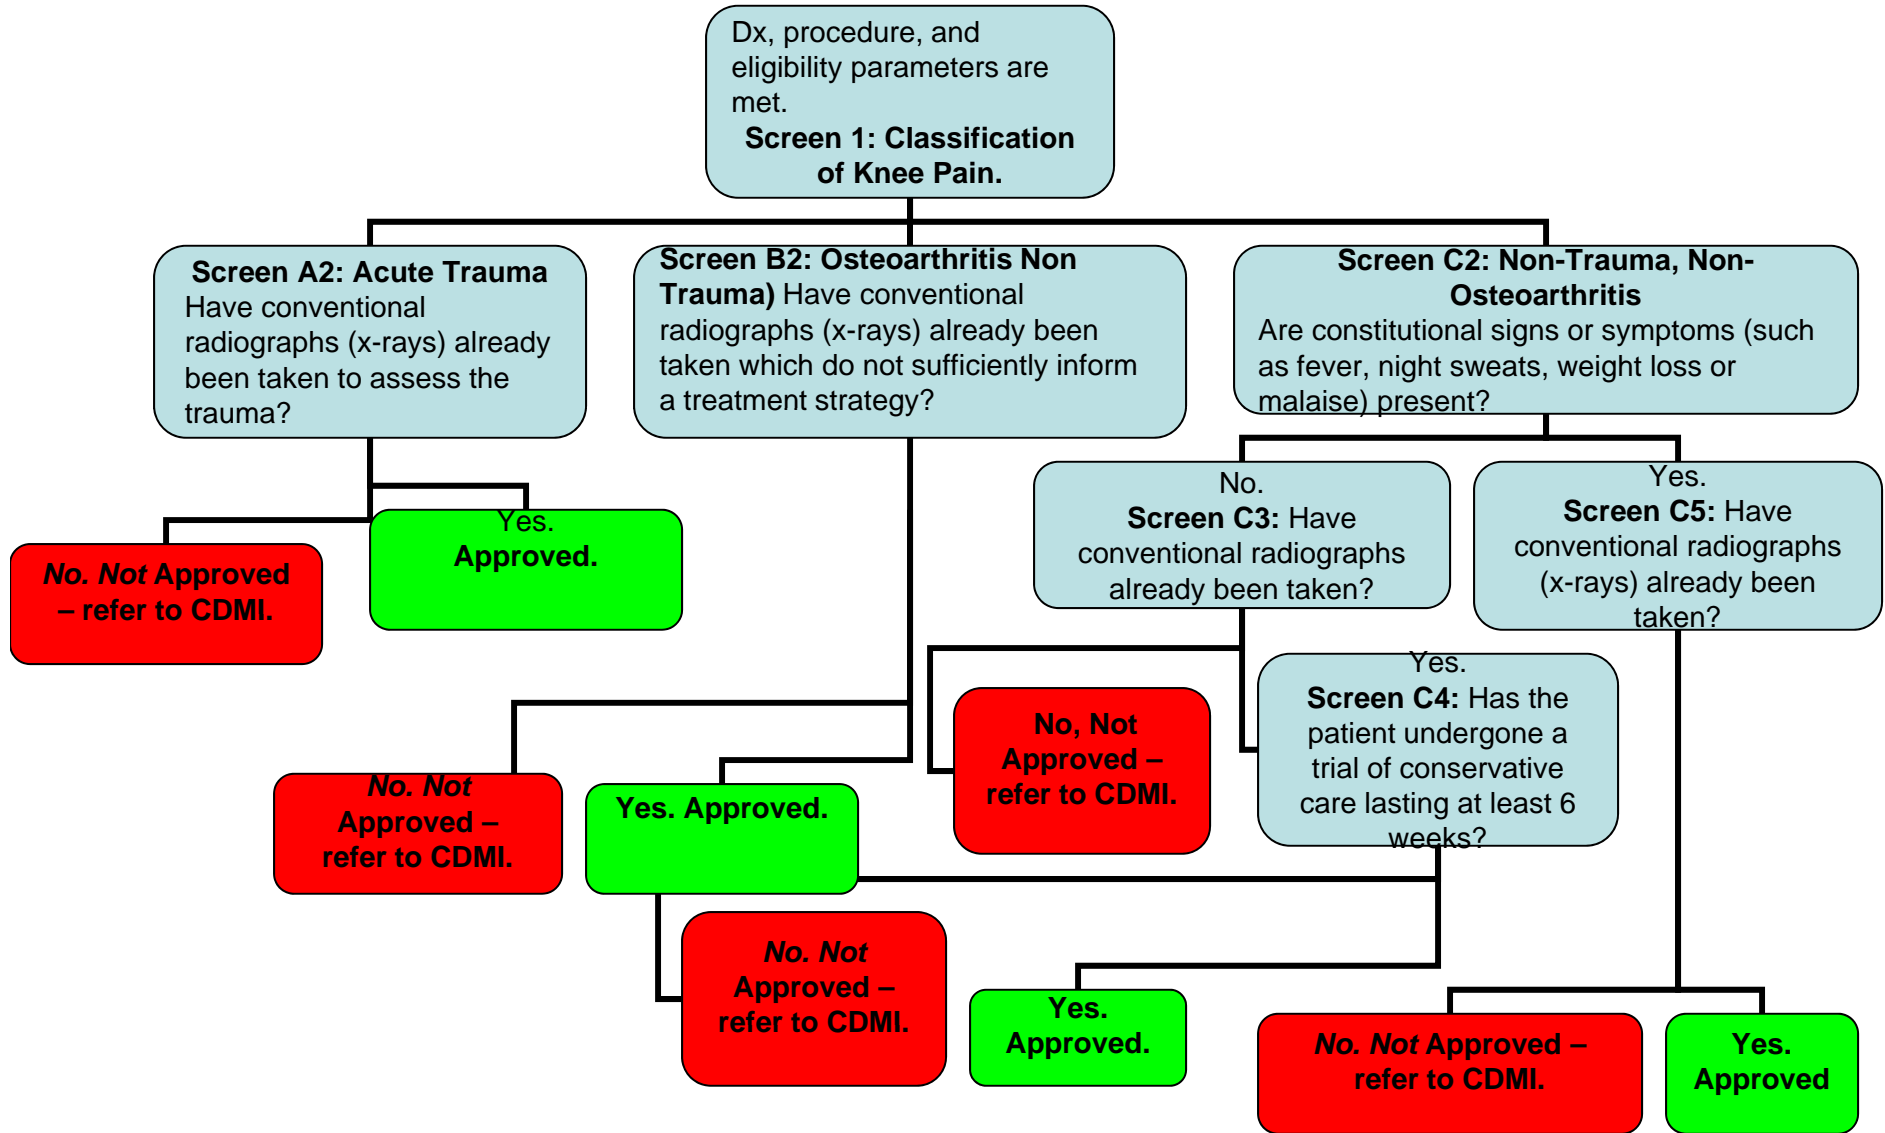 Dx, procedure, and
eligibility parameters are
met.
Screen 1: Classification
of Knee Pain.
Screen A2: Acute Trauma
Have conventional
radiographs (x-rays) already
been taken to assess the
trauma?
Screen B2: Osteoarthritis Non
Trauma) Have conventional
radiographs (x-rays) already been
taken which do not sufficiently inform
a treatment strategy?
Screen C2: Non-Trauma, Non-
Osteoarthritis
Are constitutional signs or symptoms (such
as fever, night sweats, weight loss or
malaise) present?
No. Not Approved
– refer to CDMI.
Yes.
Approved.
No.
Screen C3: Have
conventional radiographs
already been taken?
Yes.
Screen C5: Have
conventional radiographs
(x-rays) already been
taken?
No. Not
Approved –
refer to CDMI.
Yes. Approved.
No, Not
Approved –
refer to CDMI.
Yes.
Screen C4: Has the
patient undergone a
trial of conservative
care lasting at least 6
weeks?
No. Not
Approved –
refer to CDMI.
Yes.
Approved.
No. Not Approved –
refer to CDMI.
Yes.
Approved